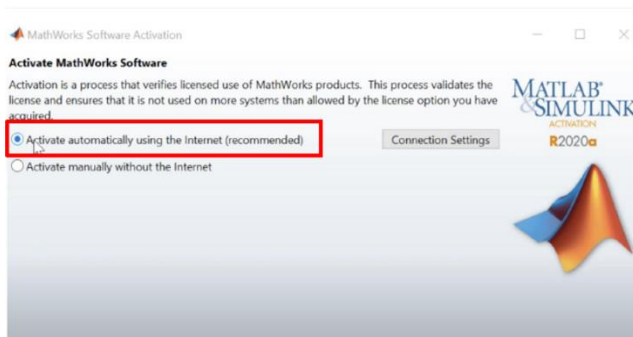 MathWorks Software Activation
Activate MathWorks Software
Activation is a process that verifies licensed use of MathWorks products. This process validates the
license and ensures that it is not used on more systems than allowed by the license option you have
acquired.
Activate automatically using the Internet (recommended)
Connection Settings
Activate manually without the Internet
MATLAB®
&SIMULINK
ACTIVATION
R2020a